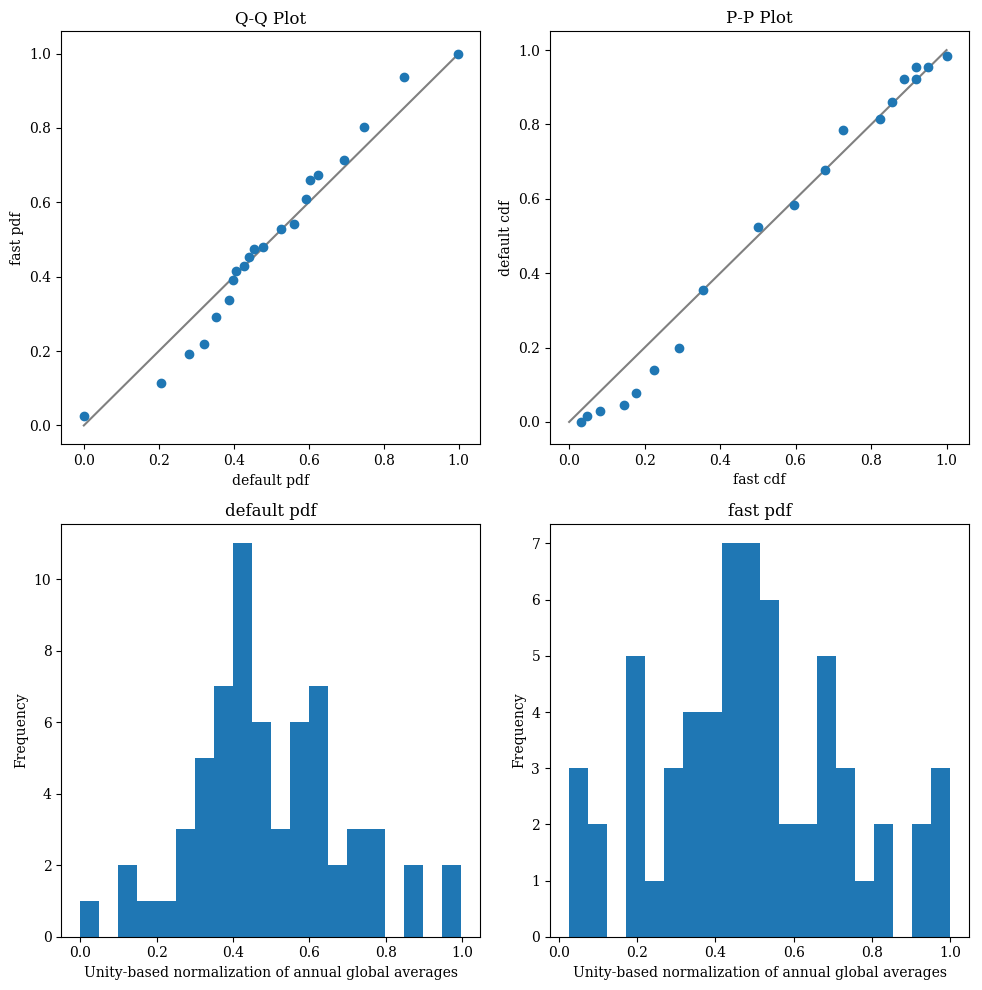 Q-Q Plot
fast pdf
1.0
0.8
0.6
0.4
0.2
0.0
0.0 0.2 0.4 0.6 0.8 1.0
default pdf
P-P Plot
default cdf
1.0
0.8
0.6
0.4
0.2
0.0
0.0 0.2 0.4 0.6 0.8 1.0
fast cdf
default pdf
Frequency
10
8
6
4
2
0
0.0 0.2 0.4 0.6 0.8 1.0
Unity-based normalization of annual global averages
fast pdf
Frequency
7
6
5
4
3
2
1
0
0.0 0.2 0.4 0.6 0.8 1.0
Unity-based normalization of annual global averages